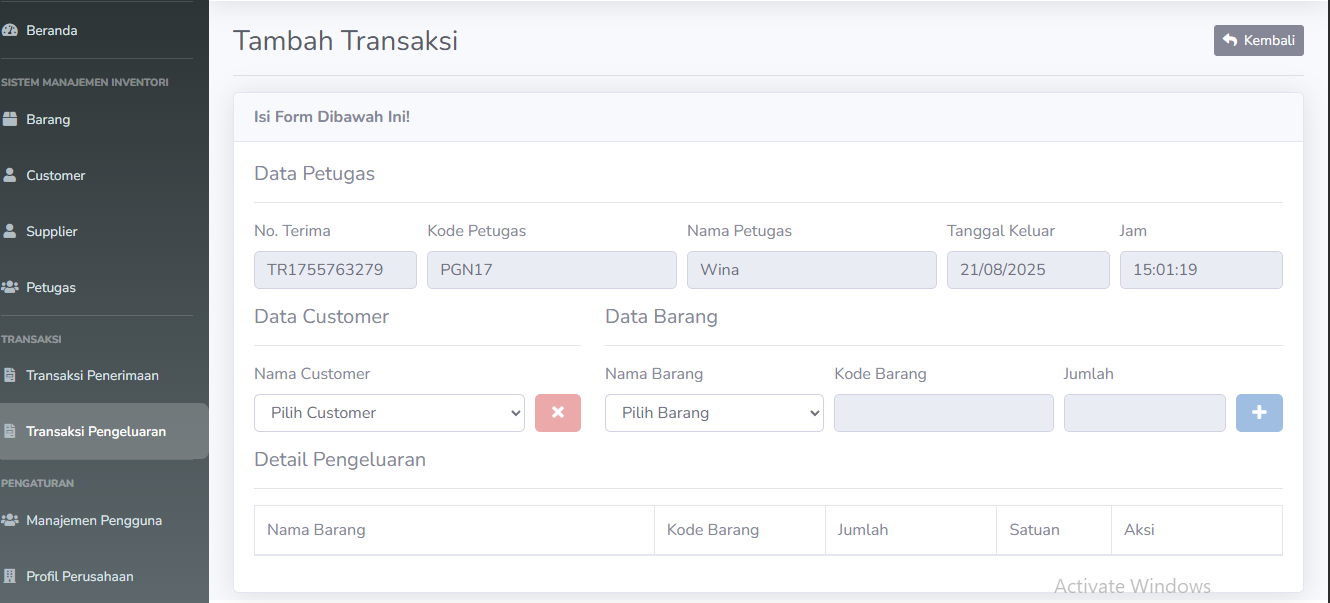 Beranda
SISTEM MANAJEMEN INVENTORI
Barang
Customer
Supplier
Petugas
TRANSAKSI
Transaksi Penerimaan
Transaksi Pengeluaran
PENGATURAN
Manajemen Pengguna
Profil Perusahaan
Tambah Transaksi
Kembali
Isi Form Dibawah Ini!
Data Petugas
No. Terima Kode Petugas Nama Petugas Tanggal Keluar Jam
TR1755763279 PGN17 Wina 21/08/2025 15:01:19
Data Customer Data Barang
Nama Customer Nama Barang Kode Barang Jumlah
Pilih Customer Pilih Barang
Detail Pengeluaran
Nama Barang Kode Barang Jumlah Satuan Aksi
Activate Windows